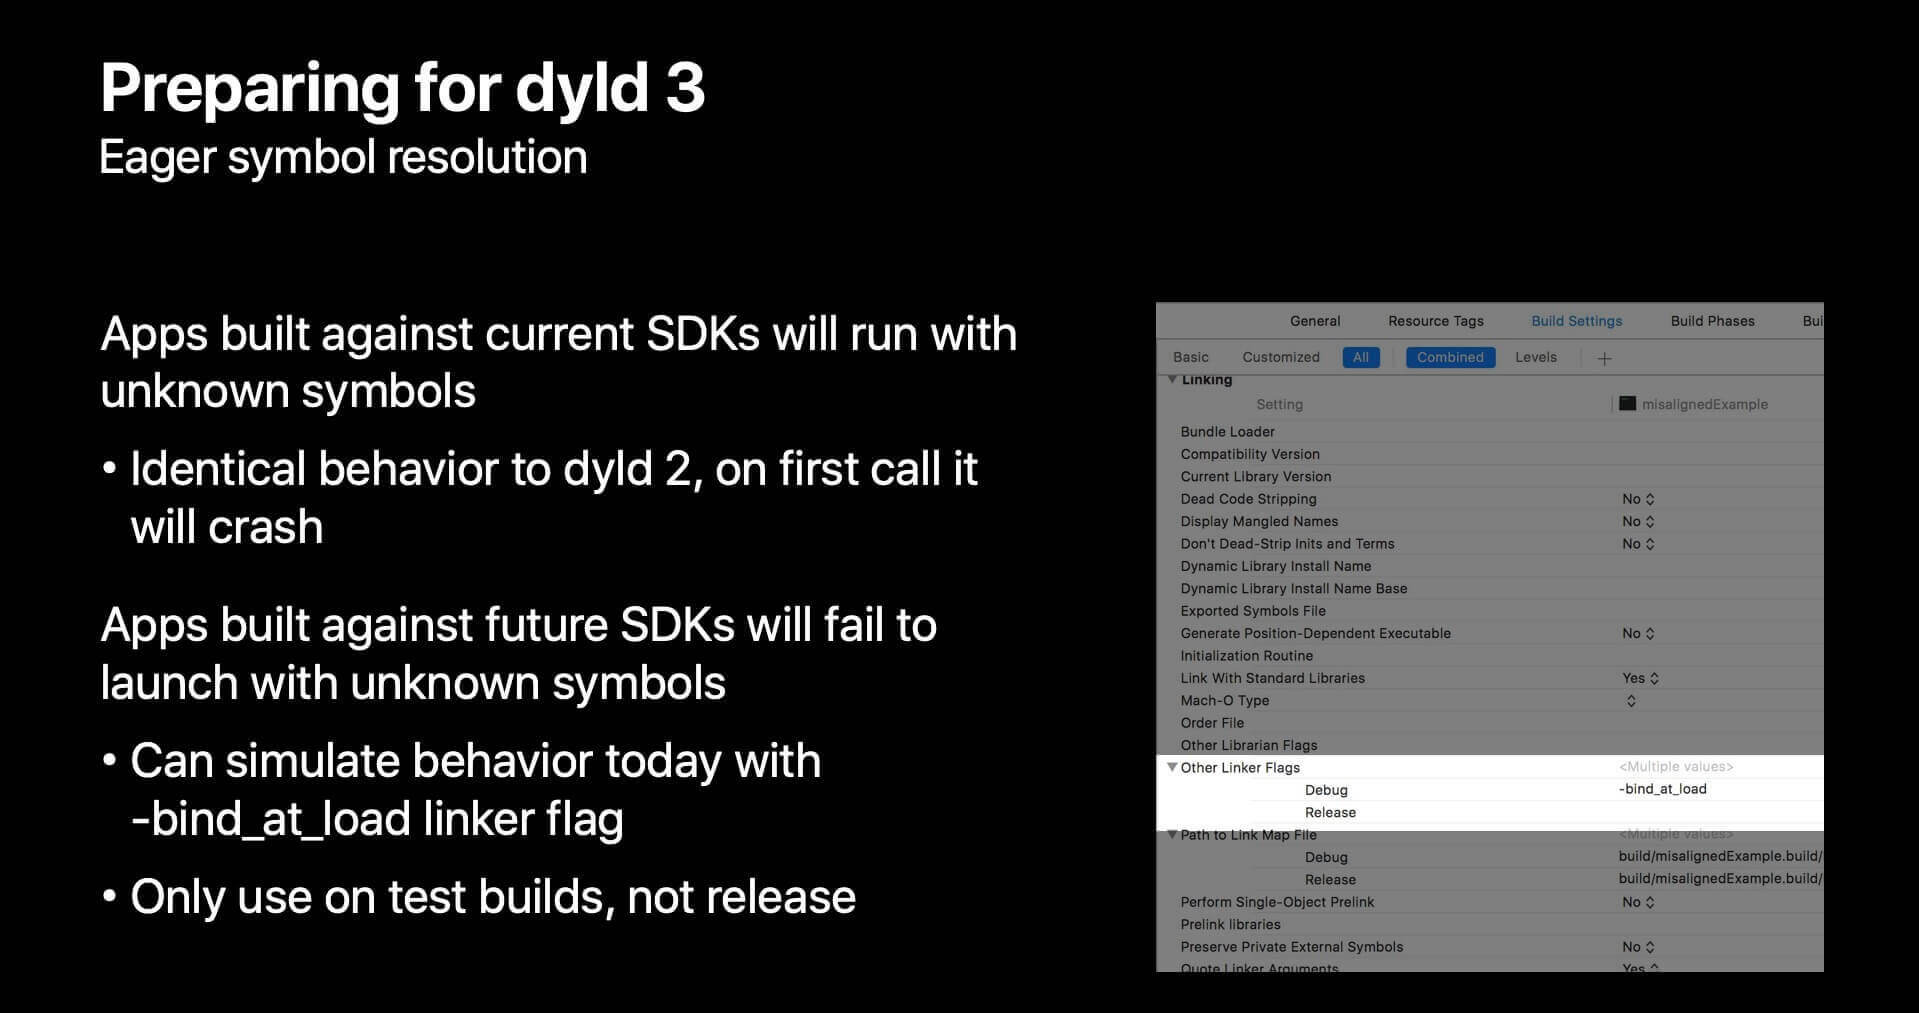 Preparing for dyld 3
Eager symbol resolution
Apps built against current SDKs will run with
unknown symbols
• Identical behavior to dyld 2, on first call it
will crash
Apps built against future SDKs will fail to
launch with unknown symbols
• Can simulate behavior today with
-bind_at_load linker flag
• Only use on test builds, not release
General Resource Tags Build Settings Build Phases Bui
Basic Customized All Combined Levels +
Linking
Setting misalignedExample
Bundle Loader
Compatibility Version
Current Library Version
Dead Code Stripping No
Display Mangled Names No
Don't Dead-Strip Inits and Terms No
Dynamic Library Install Name
Dynamic Library Install Name Base
Exported Symbols File
Generate Position-Dependent Executable No
Initialization Routine
Link With Standard Libraries Yes
Mach-O Type
Order File
Other Librarian Flags
Other Linker Flags <Multiple values>
Debug -bind_at_load
Release
Path to Link Map File <Multiple values>
Debug build/misalignedExample.build/
Release build/misalignedExample.build/
Perform Single-Object Prelink No
Prelink libraries
Preserve Private External Symbols No
Quote Linker Arguments Yes